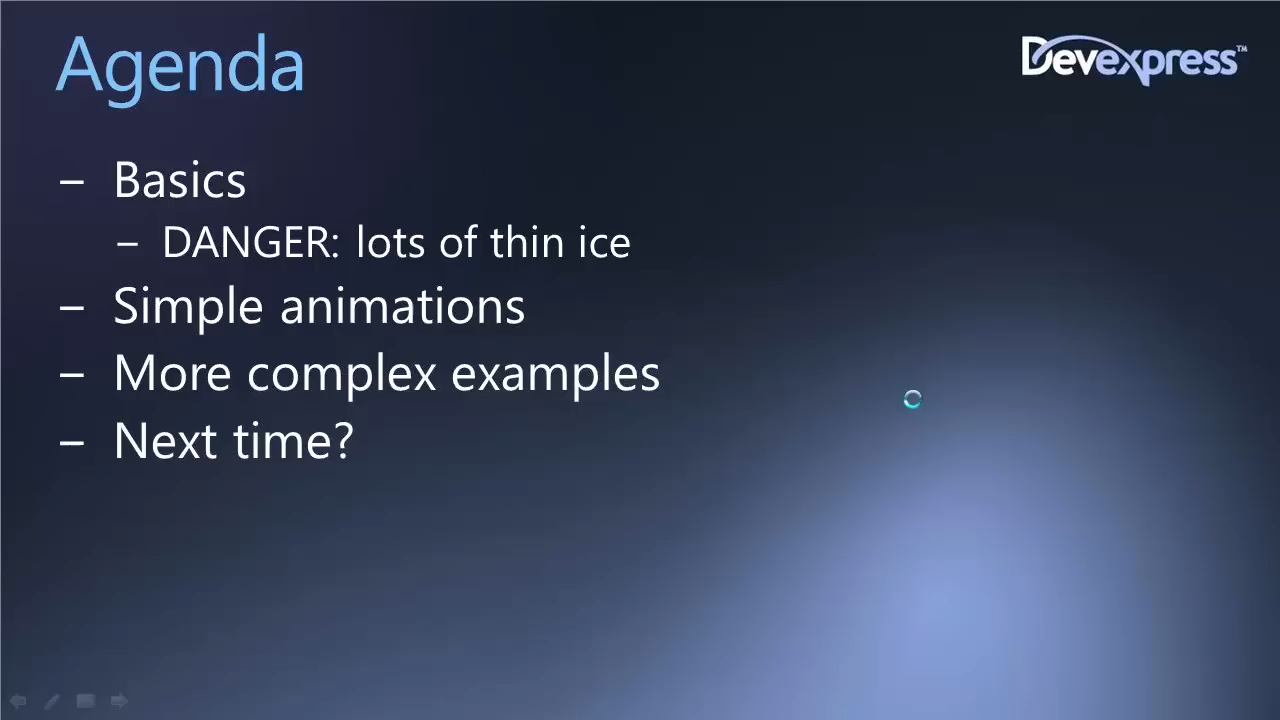 Agenda
Devexpress™
– Basics
– DANGER: lots of thin ice
– Simple animations
– More complex examples
– Next time?